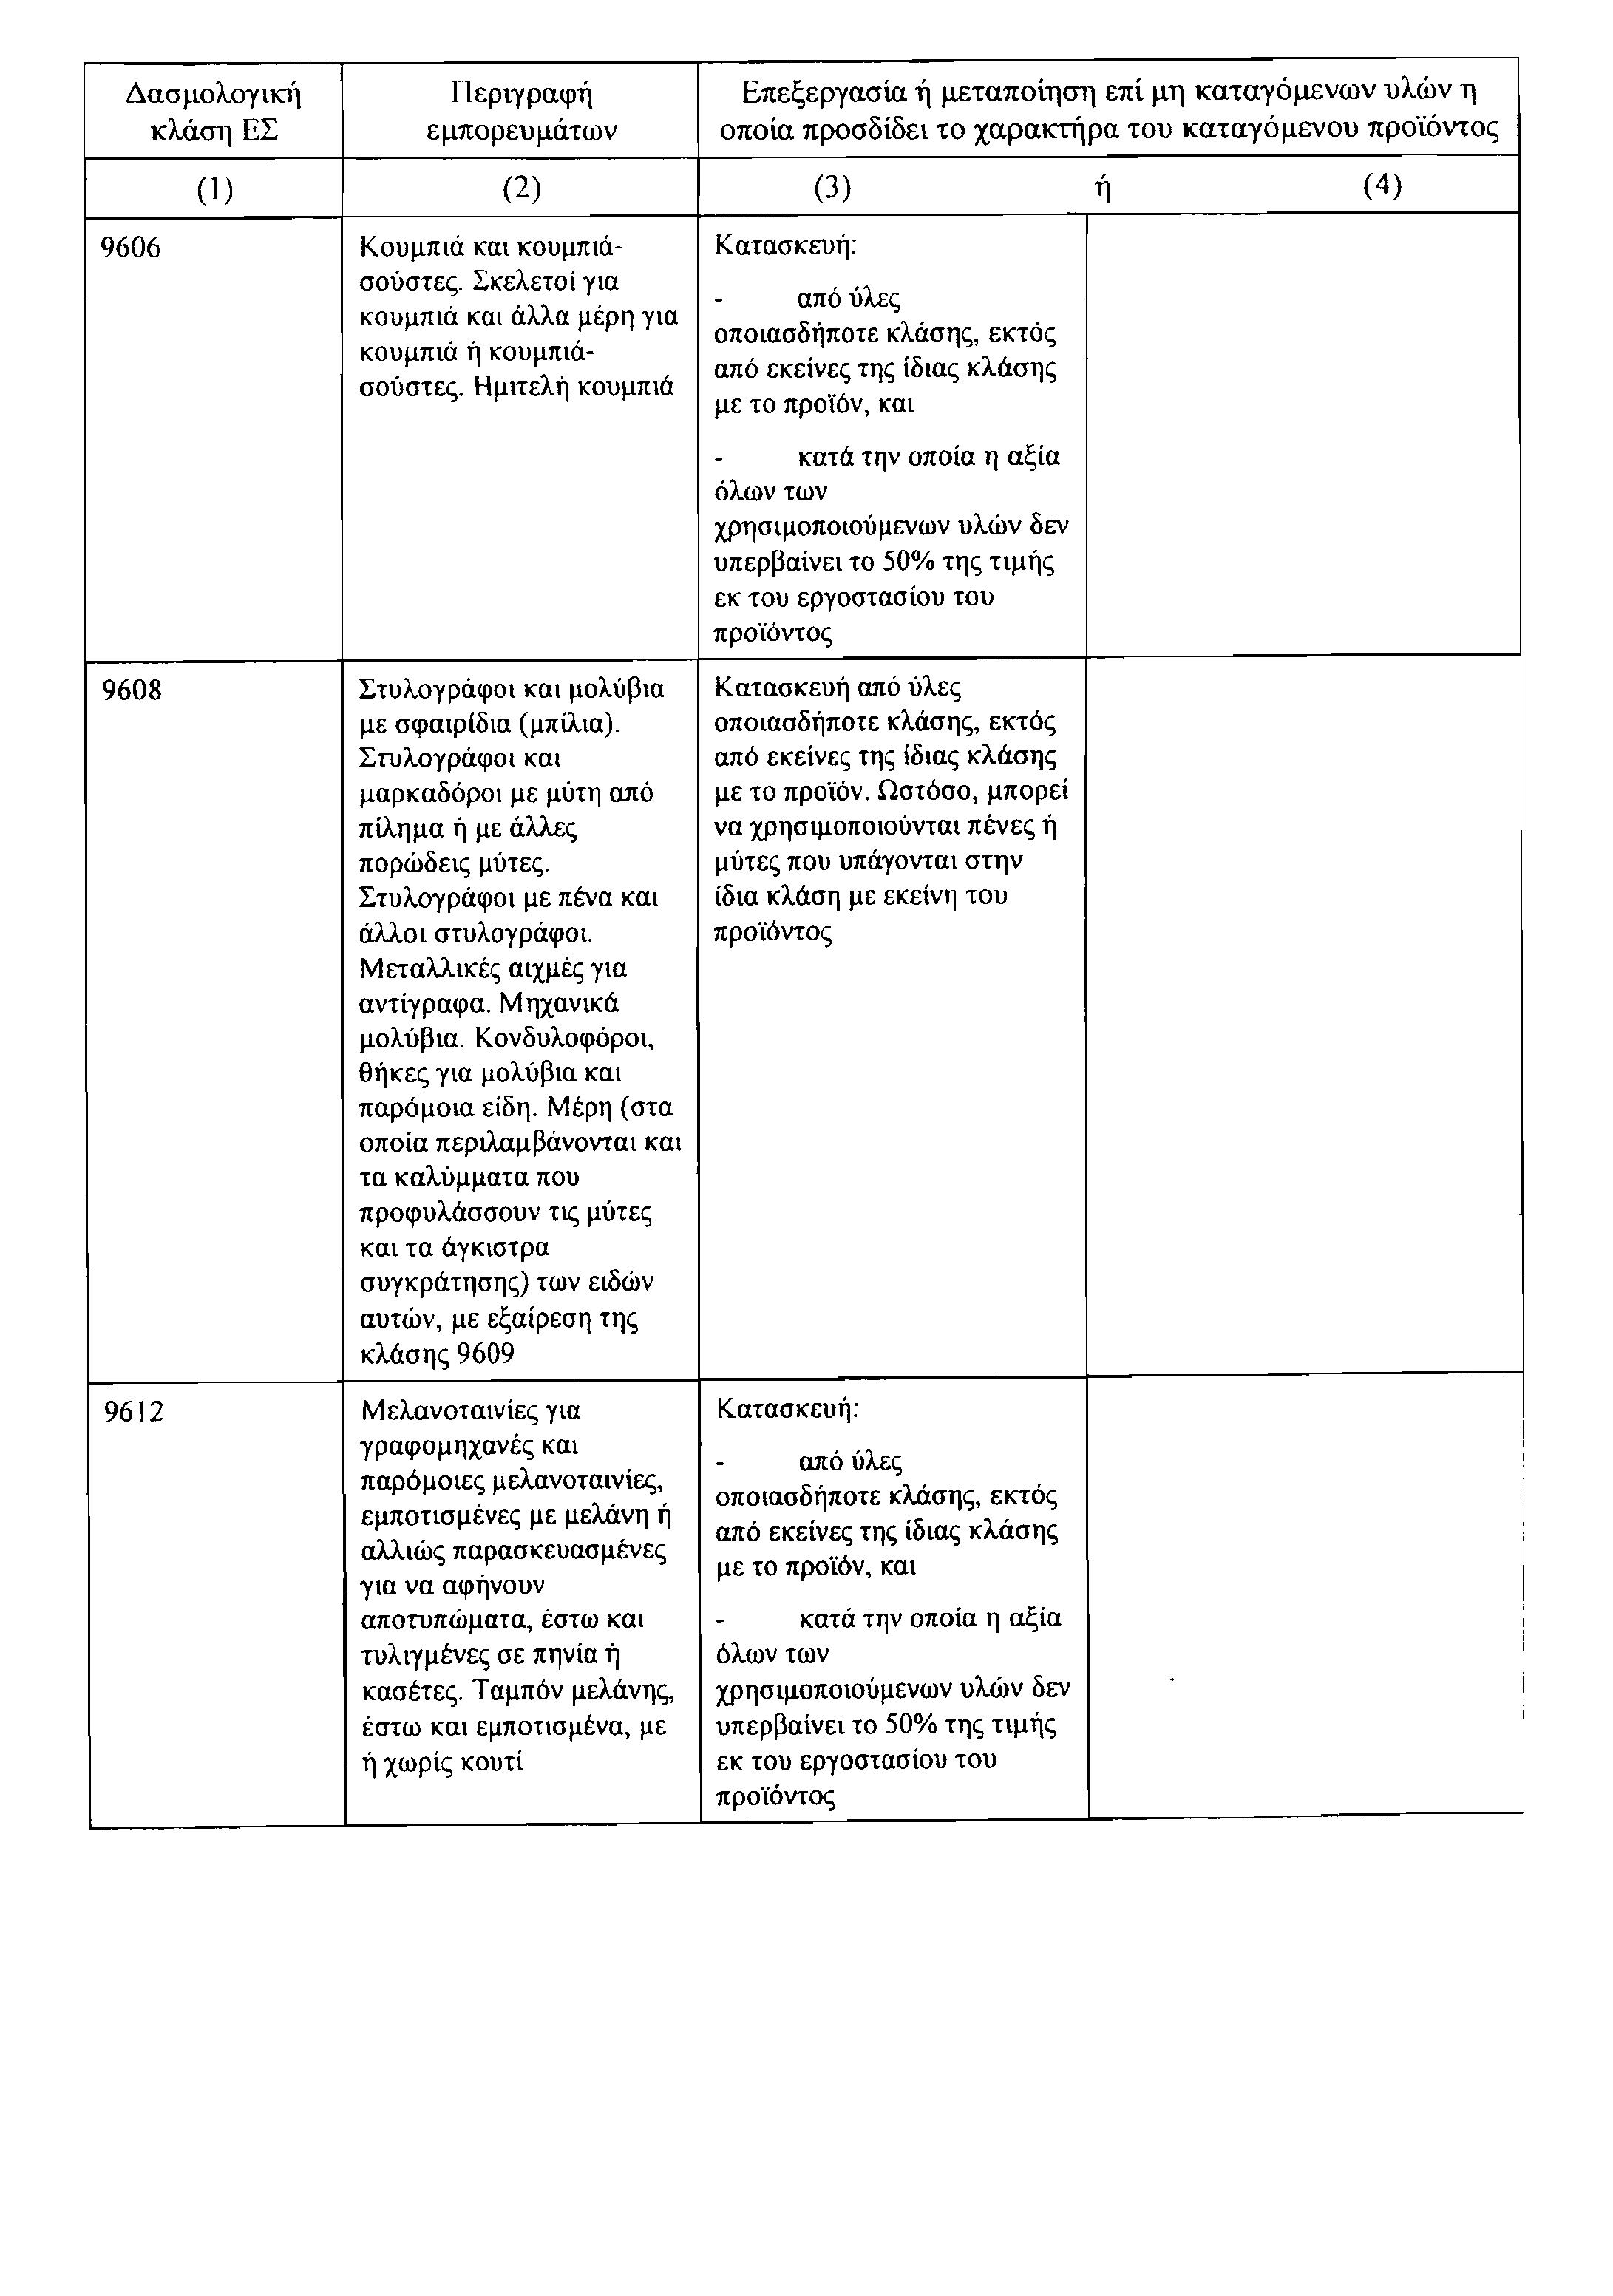 Δασμολογική
κλάση ΕΣ
Περιγραφή
εμπορευμάτων
Επεξεργασία ή μεταποίηση επί μη καταγόμενων υλών η
οποία προσδίδει το χαρακτήρα του καταγόμενου προϊόντος
(1)
(2)
(3) ή (4)
9606
Κουμπιά και κουμπιά-
σούστες. Σκελετοί για
κουμπιά και άλλα μέρη για
κουμπιά ή κουμπιά-
σούστες. Ημιτελή κουμπιά
Κατασκευή:
- από ύλες
οποιασδήποτε κλάσης, εκτός
από εκείνες της ίδιας κλάσης
με το προϊόν, και
- κατά την οποία η αξία
όλων των
χρησιμοποιούμενων υλών δεν
υπερβαίνει το 50% της τιμής
εκ του εργοστασίου του
προϊόντος
9608
Στυλογράφοι και μολύβια
με σφαιρίδια (μπίλια).
Στυλογράφοι και
μαρκαδόροι με μύτη από
πίλημα ή με άλλες
πορώδεις μύτες.
Στυλογράφοι με πένα και
άλλοι στυλογράφοι.
Μεταλλικές αιχμές για
αντίγραφα. Μηχανικά
μολύβια. Κονδυλοφόροι,
θήκες για μολύβια και
παρόμοια είδη. Μέρη (στα
οποία περιλαμβάνονται και
τα καλύμματα που
προφυλάσσουν τις μύτες
και τα άγκιστρα
συγκράτησης) των ειδών
αυτών, με εξαίρεση της
κλάσης 9609
Κατασκευή από ύλες
οποιασδήποτε κλάσης, εκτός
από εκείνες της ίδιας κλάσης
με το προϊόν. Ωστόσο, μπορεί
να χρησιμοποιούνται πένες ή
μύτες που υπάγονται στην
ίδια κλάση με εκείνη του
προϊόντος
9612
Μελανοταινίες για
γραφομηχανές και
παρόμοιες μελανοταινίες,
εμποτισμένες με μελάνη ή
αλλιώς παρασκευασμένες
για να αφήνουν
αποτυπώματα, έστω και
τυλιγμένες σε πηνία ή
κασέτες. Ταμπόν μελάνης,
έστω και εμποτισμένα, με
ή χωρίς κουτί
Κατασκευή:
- από ύλες
οποιασδήποτε κλάσης, εκτός
από εκείνες της ίδιας κλάσης
με το προϊόν, και
- κατά την οποία η αξία
όλων των
χρησιμοποιούμενων υλών δεν
υπερβαίνει το 50% της τιμής
εκ του εργοστασίου του
προϊόντος